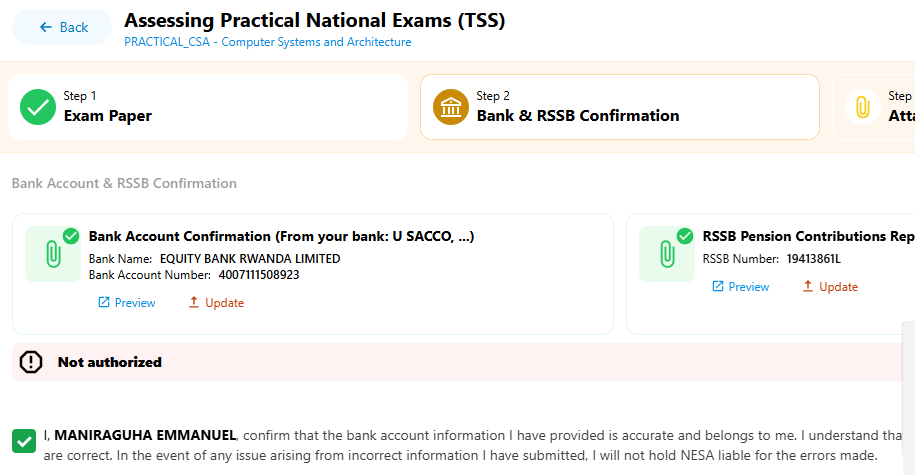 Back
Assessing Practical National Exams (TSS)
PRACTICAL_CSA - Computer Systems and Architecture
Step 1
Exam Paper
Step 2
Bank & RSSB Confirmation
Step
Bank Account & RSSB Confirmation
Bank Account Confirmation (From your bank: U SACCO, ...)
Bank Name: EQUITY BANK RWANDA LIMITED
Bank Account Number: 4007111508923
Preview
Update
RSSB Pension Contributions Rep
RSSB Number: 19413861L
Preview
Update
Not authorized
I, MANIRAGUHA EMMANUEL, confirm that the bank account information I have provided is accurate and belongs to me. I understand tha
are correct. In the event of any issue arising from incorrect information I have submitted, I will not hold NESA liable for the errors made.